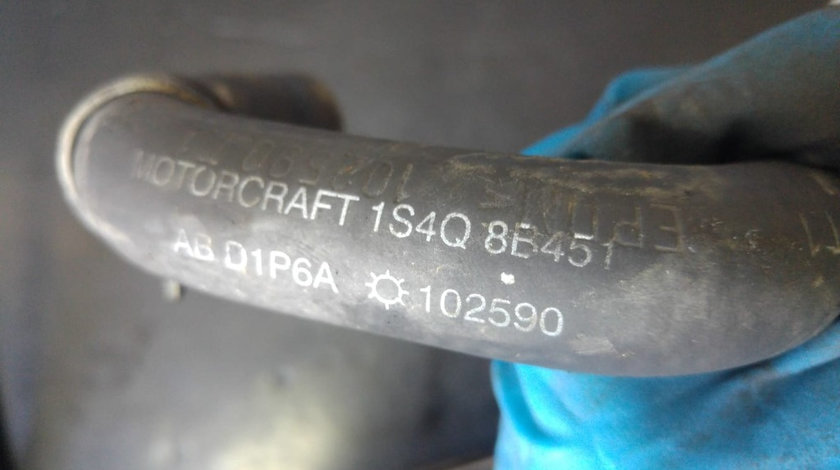 MOTORCRAFT 1S4Q 8B451
AB D1P6A 102590